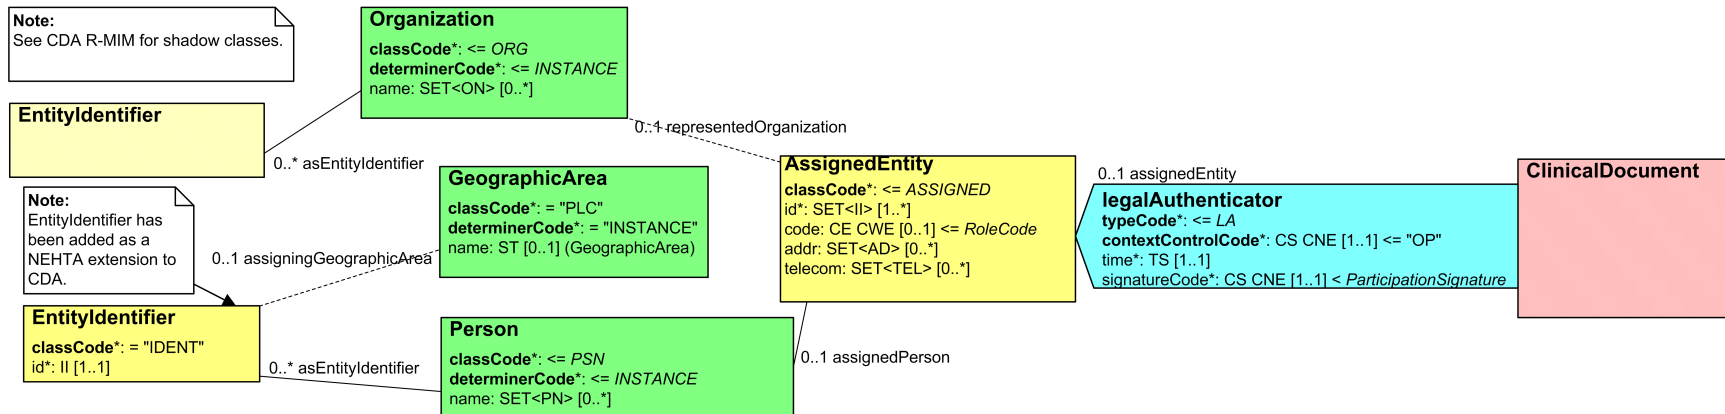 Note:
See CDA R-MIM for shadow classes.
Organization
classCode*: <= ORG
determinerCode*: <= INSTANCE
name: SET<ON> [0..*]
EntityIdentifier
0..* asEntityIdentifier
0..1 representedOrganization
GeographicArea
classCode*: = "PLC"
determinerCode*: = "INSTANCE"
name: ST [0..1] (GeographicArea)
AssignedEntity
classCode*: <= ASSIGNED
id*: SET<II> [1..*]
code: CE CWE [0..1] <= RoleCode
addr: SET<AD> [0..*]
telecom: SET<TEL> [0..*]
0..1 assignedEntity
legalAuthenticator
typeCode*: <= LA
contextControlCode*: CS CNE [1..1] <= "OP"
time*: TS [1..1]
signatureCode*: CS CNE [1..1] < ParticipationSignature
ClinicalDocument
Note:
EntityIdentifier has
been added as a
NEHTA extension to
CDA.
0..1 assigningGeographicArea
EntityIdentifier
classCode*: = "IDENT"
id*: II [1..1]
0..* asEntityIdentifier
Person
classCode*: <= PSN
determinerCode*: <= INSTANCE
name: SET<PN> [0..*]
0..1 assignedPerson